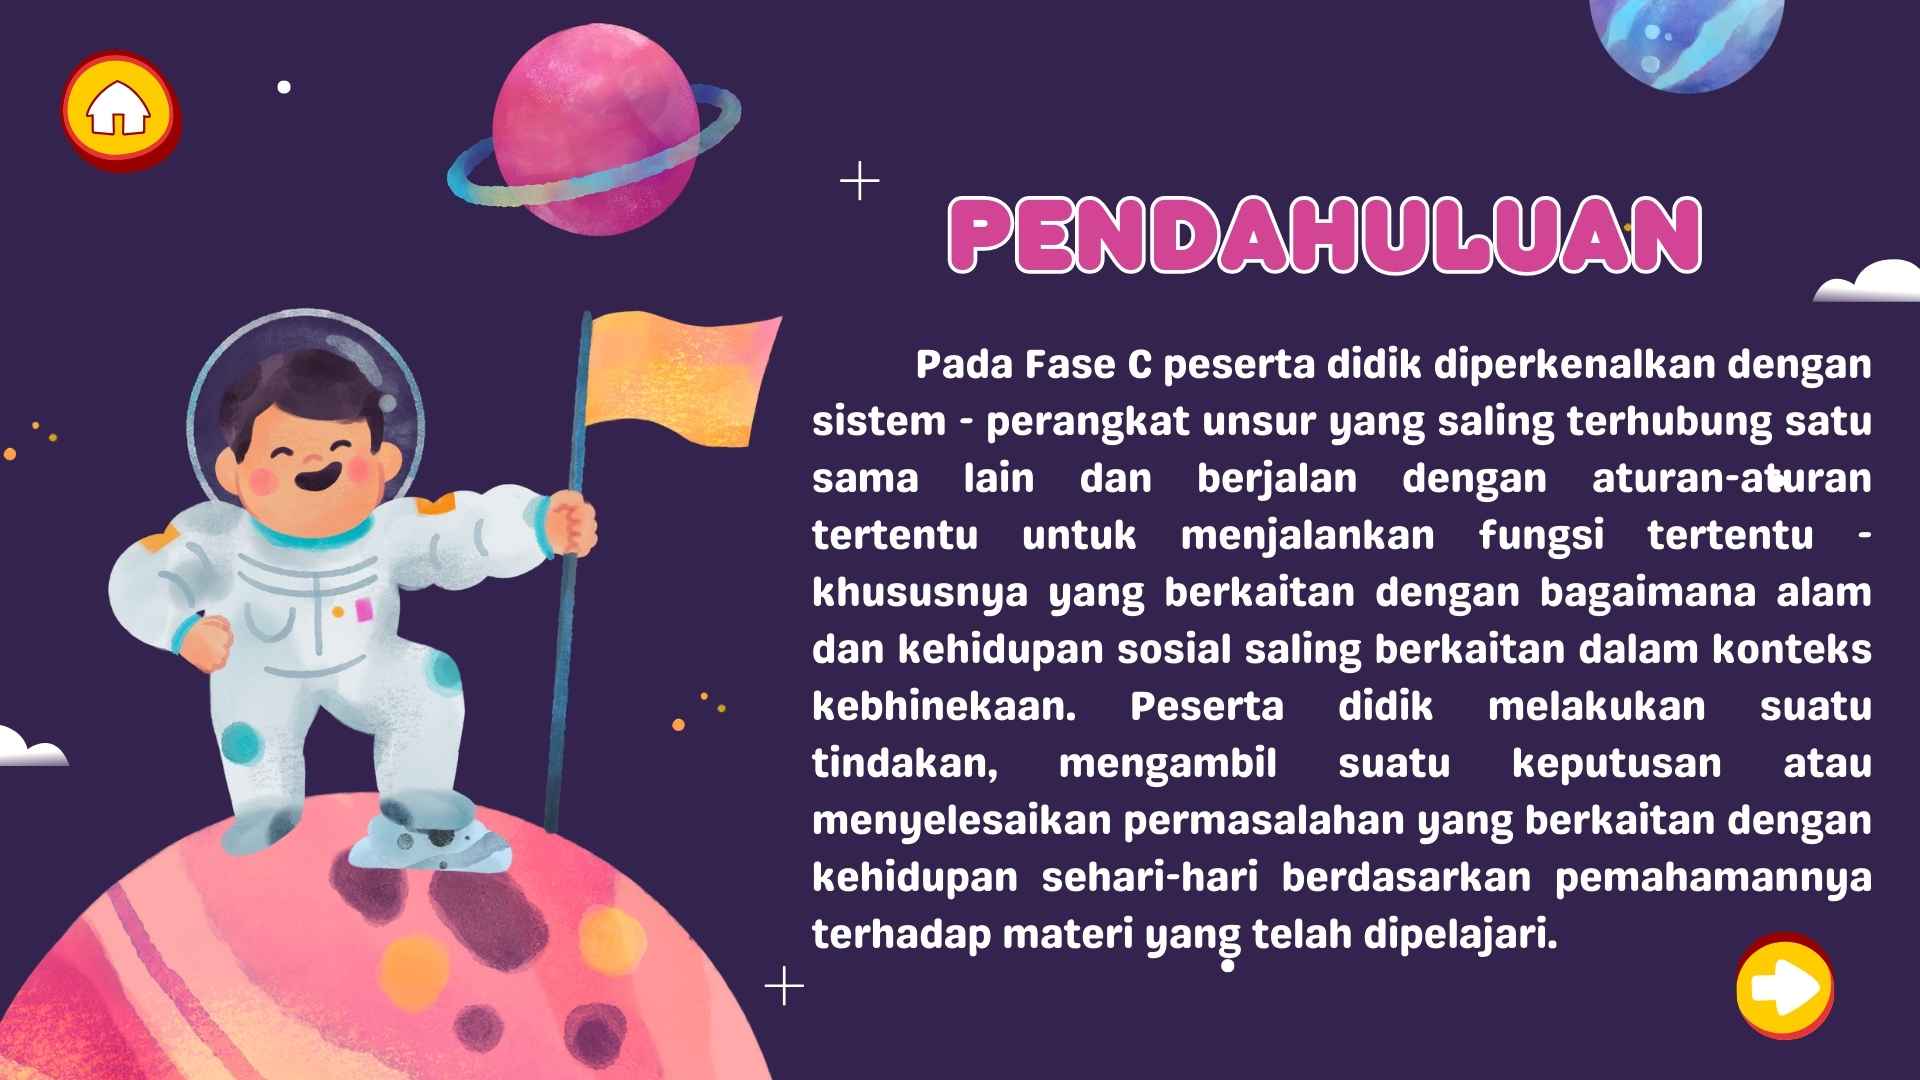 PENDAHULUAN
Pada Fase C peserta didik diperkenalkan dengan
sistem - perangkat unsur yang saling terhubung satu
sama lain dan berjalan dengan aturan-aturan
tertentu untuk menjalankan fungsi tertentu -
khususnya yang berkaitan dengan bagaimana alam
dan kehidupan sosial saling berkaitan dalam konteks
kebhinekaan. Peserta didik melakukan suatu
tindakan, mengambil suatu keputusan atau
menyelesaikan permasalahan yang berkaitan dengan
kehidupan sehari-hari berdasarkan pemahamannya
terhadap materi yang telah dipelajari.